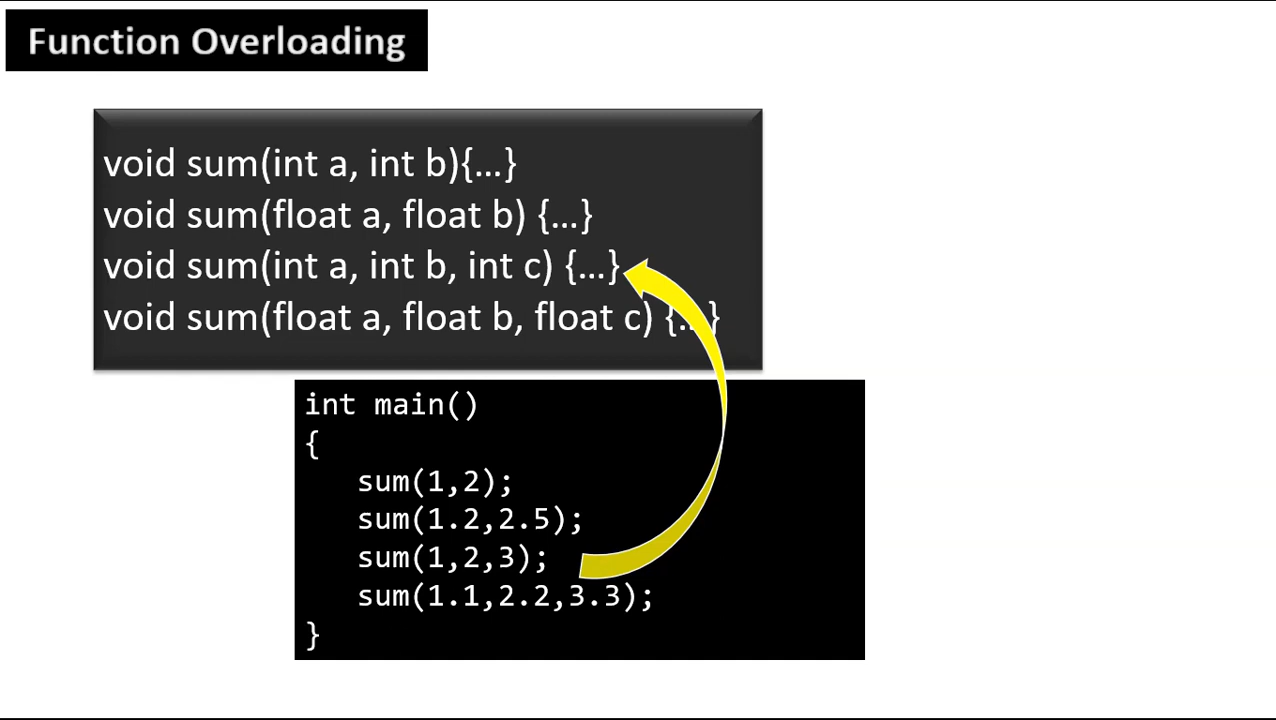 Function Overloading
void sum(int a, int b){...}
void sum(float a, float b) {...}
void sum(int a, int b, int c) {...}
void sum(float a, float b, float c) {...}
int main()
{
sum(1,2);
sum(1.2,2.5);
sum(1,2,3);
sum(1.1,2.2,3.3);
}